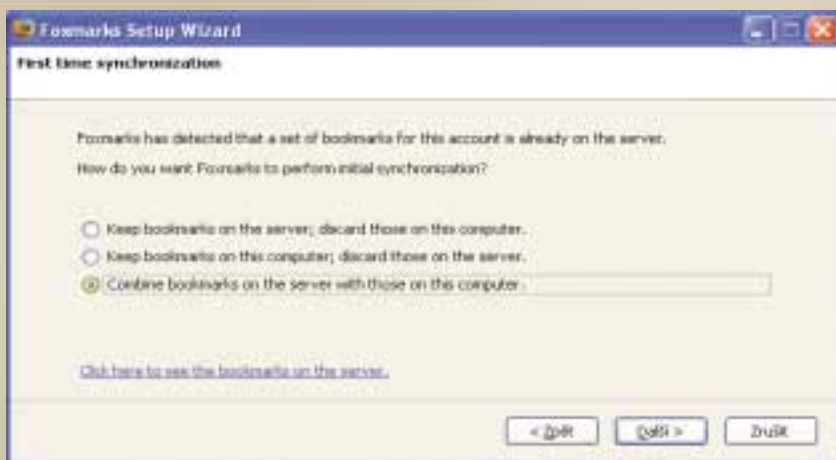 Foxmarks Setup Wizard
First time synchronization
Foxmarks has detected that a set of bookmarks for this account is already on the server.
How do you want Foxmarks to perform initial synchronization?
Keep bookmarks on the server; discard those on this computer.
Keep bookmarks on this computer; discard those on the server.
Combine bookmarks on the server with those on this computer.
Click here to see the bookmarks on the server.
< Zpět
Další >
Zrušit